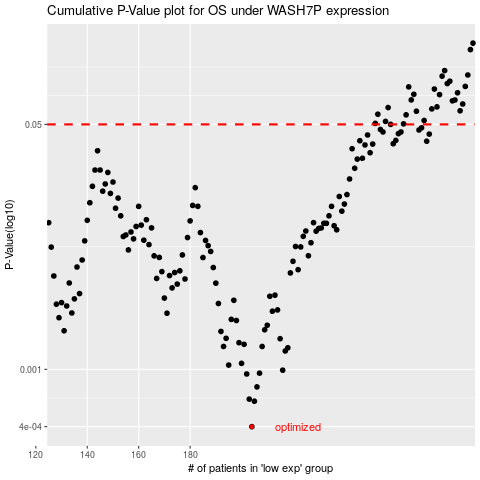 Cumulative P-Value plot for OS under WASH7P expression
P-Value(log10)
0.05
0.001
4e-04
optimized
120 140 160 180
# of patients in 'low exp' group